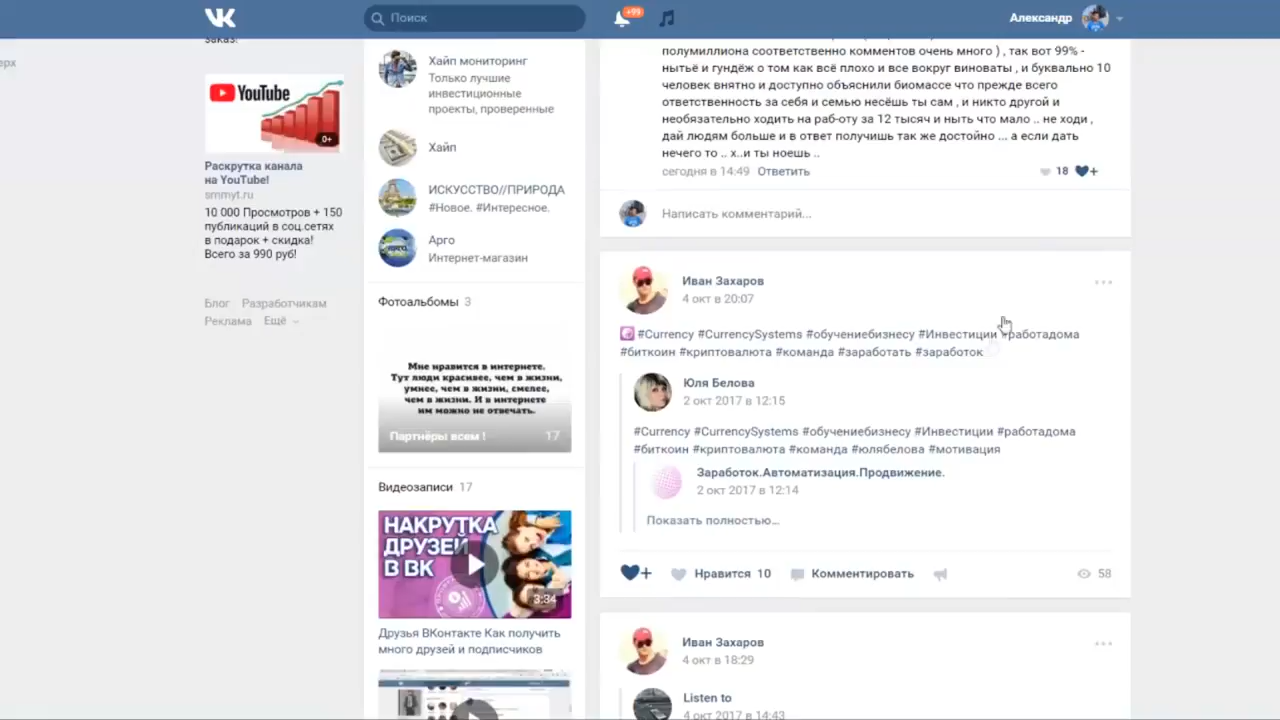 VK
Поиск
+99
Александр
заказ!
ерх
YouTube
0+
Раскрутка канала
на YouTube!
smmyt.ru
10 000 Просмотров + 150
публикаций в соц.сетях
в подарок + скидка!
Всего за 990 руб!
Блог Разработчикам
Реклама Ещё
Хайп мониторинг
Только лучшие
инвестиционные
проекты, проверенные
Хайп
ИСКУССТВО//ПРИРОДА
#Новое. #Интересное.
Арго
Интернет-магазин
Фотоальбомы 3
Мне нравится в интернете.
Тут люди красивее, чем в жизни,
умнее, чем в жизни, смелее,
чем в жизни. И в интернете
им можно не отвечать.
Партнёры всем ! 17
Видеозаписи 17
НАКРУТКА
ДРУЗЕЙ
В ВК
3:34
Друзья ВКонтакте Как получить
много друзей и подписчиков
полумиллиона соответственно комментов очень много ) , так вот 99% -
нытьё и гундёж о том как всё плохо и все вокруг виноваты , и буквально 10
человек внятно и доступно объяснили биомассе что прежде всего
ответственность за себя и семью несёшь ты сам , и никто другой и
необязательно ходить на раб-оту за 12 тысяч и ныть что мало .. не ходи ,
дай людям больше и в ответ получишь так же достойно ... а если дать
нечего то .. х..и ты ноешь ..
сегодня в 14:49 Ответить
18
Написать комментарий...
Иван Захаров
4 окт в 20:07
#Currency #CurrencySystems #обучениебизнесу #Инвестиции #работадома
#биткоин #криптовалюта #команда #заработать #заработок
Юля Белова
2 окт 2017 в 12:15
#Currency #CurrencySystems #обучениебизнесу #Инвестиции #работадома
#биткоин #криптовалюта #команда #юлябелова #мотивация
Заработок.Автоматизация.Продвижение.
2 окт 2017 в 12:14
Показать полностью…
Нравится 10 Комментировать 58
Иван Захаров
4 окт в 18:29
Listen to
4 окт 2017 в 14:43